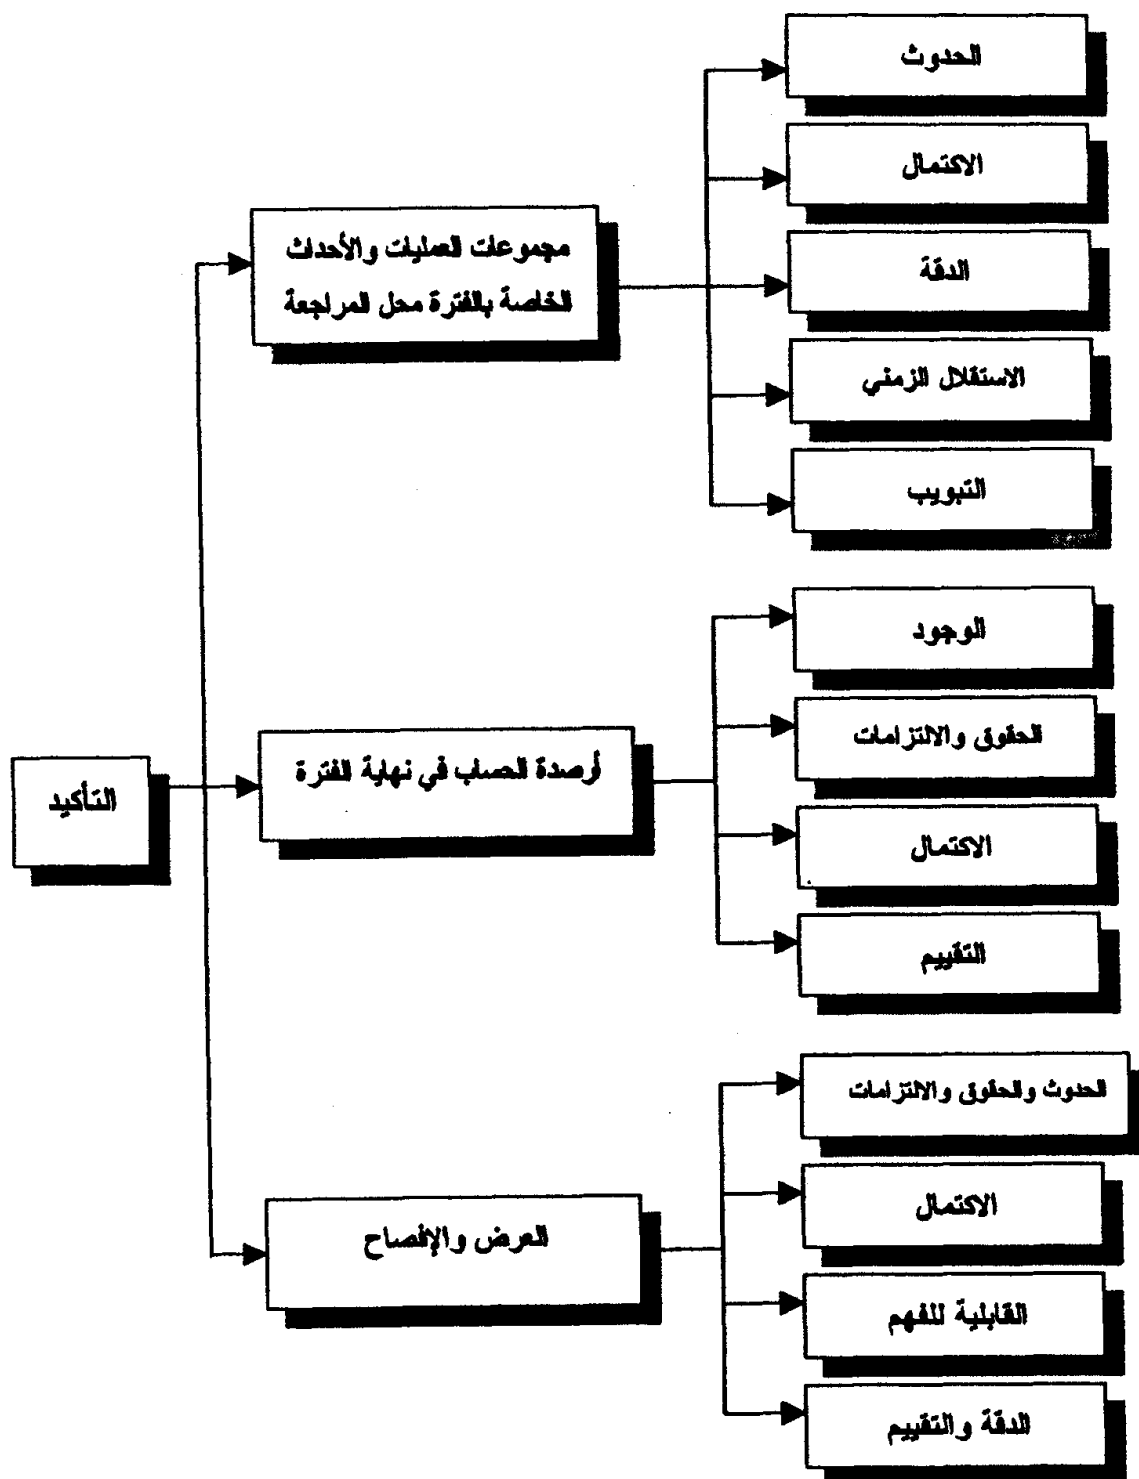 التأكيد
مجموعات العمليات والأحداث
الخاصة بالفترة محل المراجعة
الحدوث
الاكتمال
الدقة
الاستقلال الزمني
التبويب
أرصدة الحساب في نهاية الفترة
الوجود
الحقوق والالتزامات
الاكتمال
التقييم
العرض والإفصاح
الحدوث والحقوق والالتزامات
الاكتمال
القابلية للفهم
الدقة والتقييم